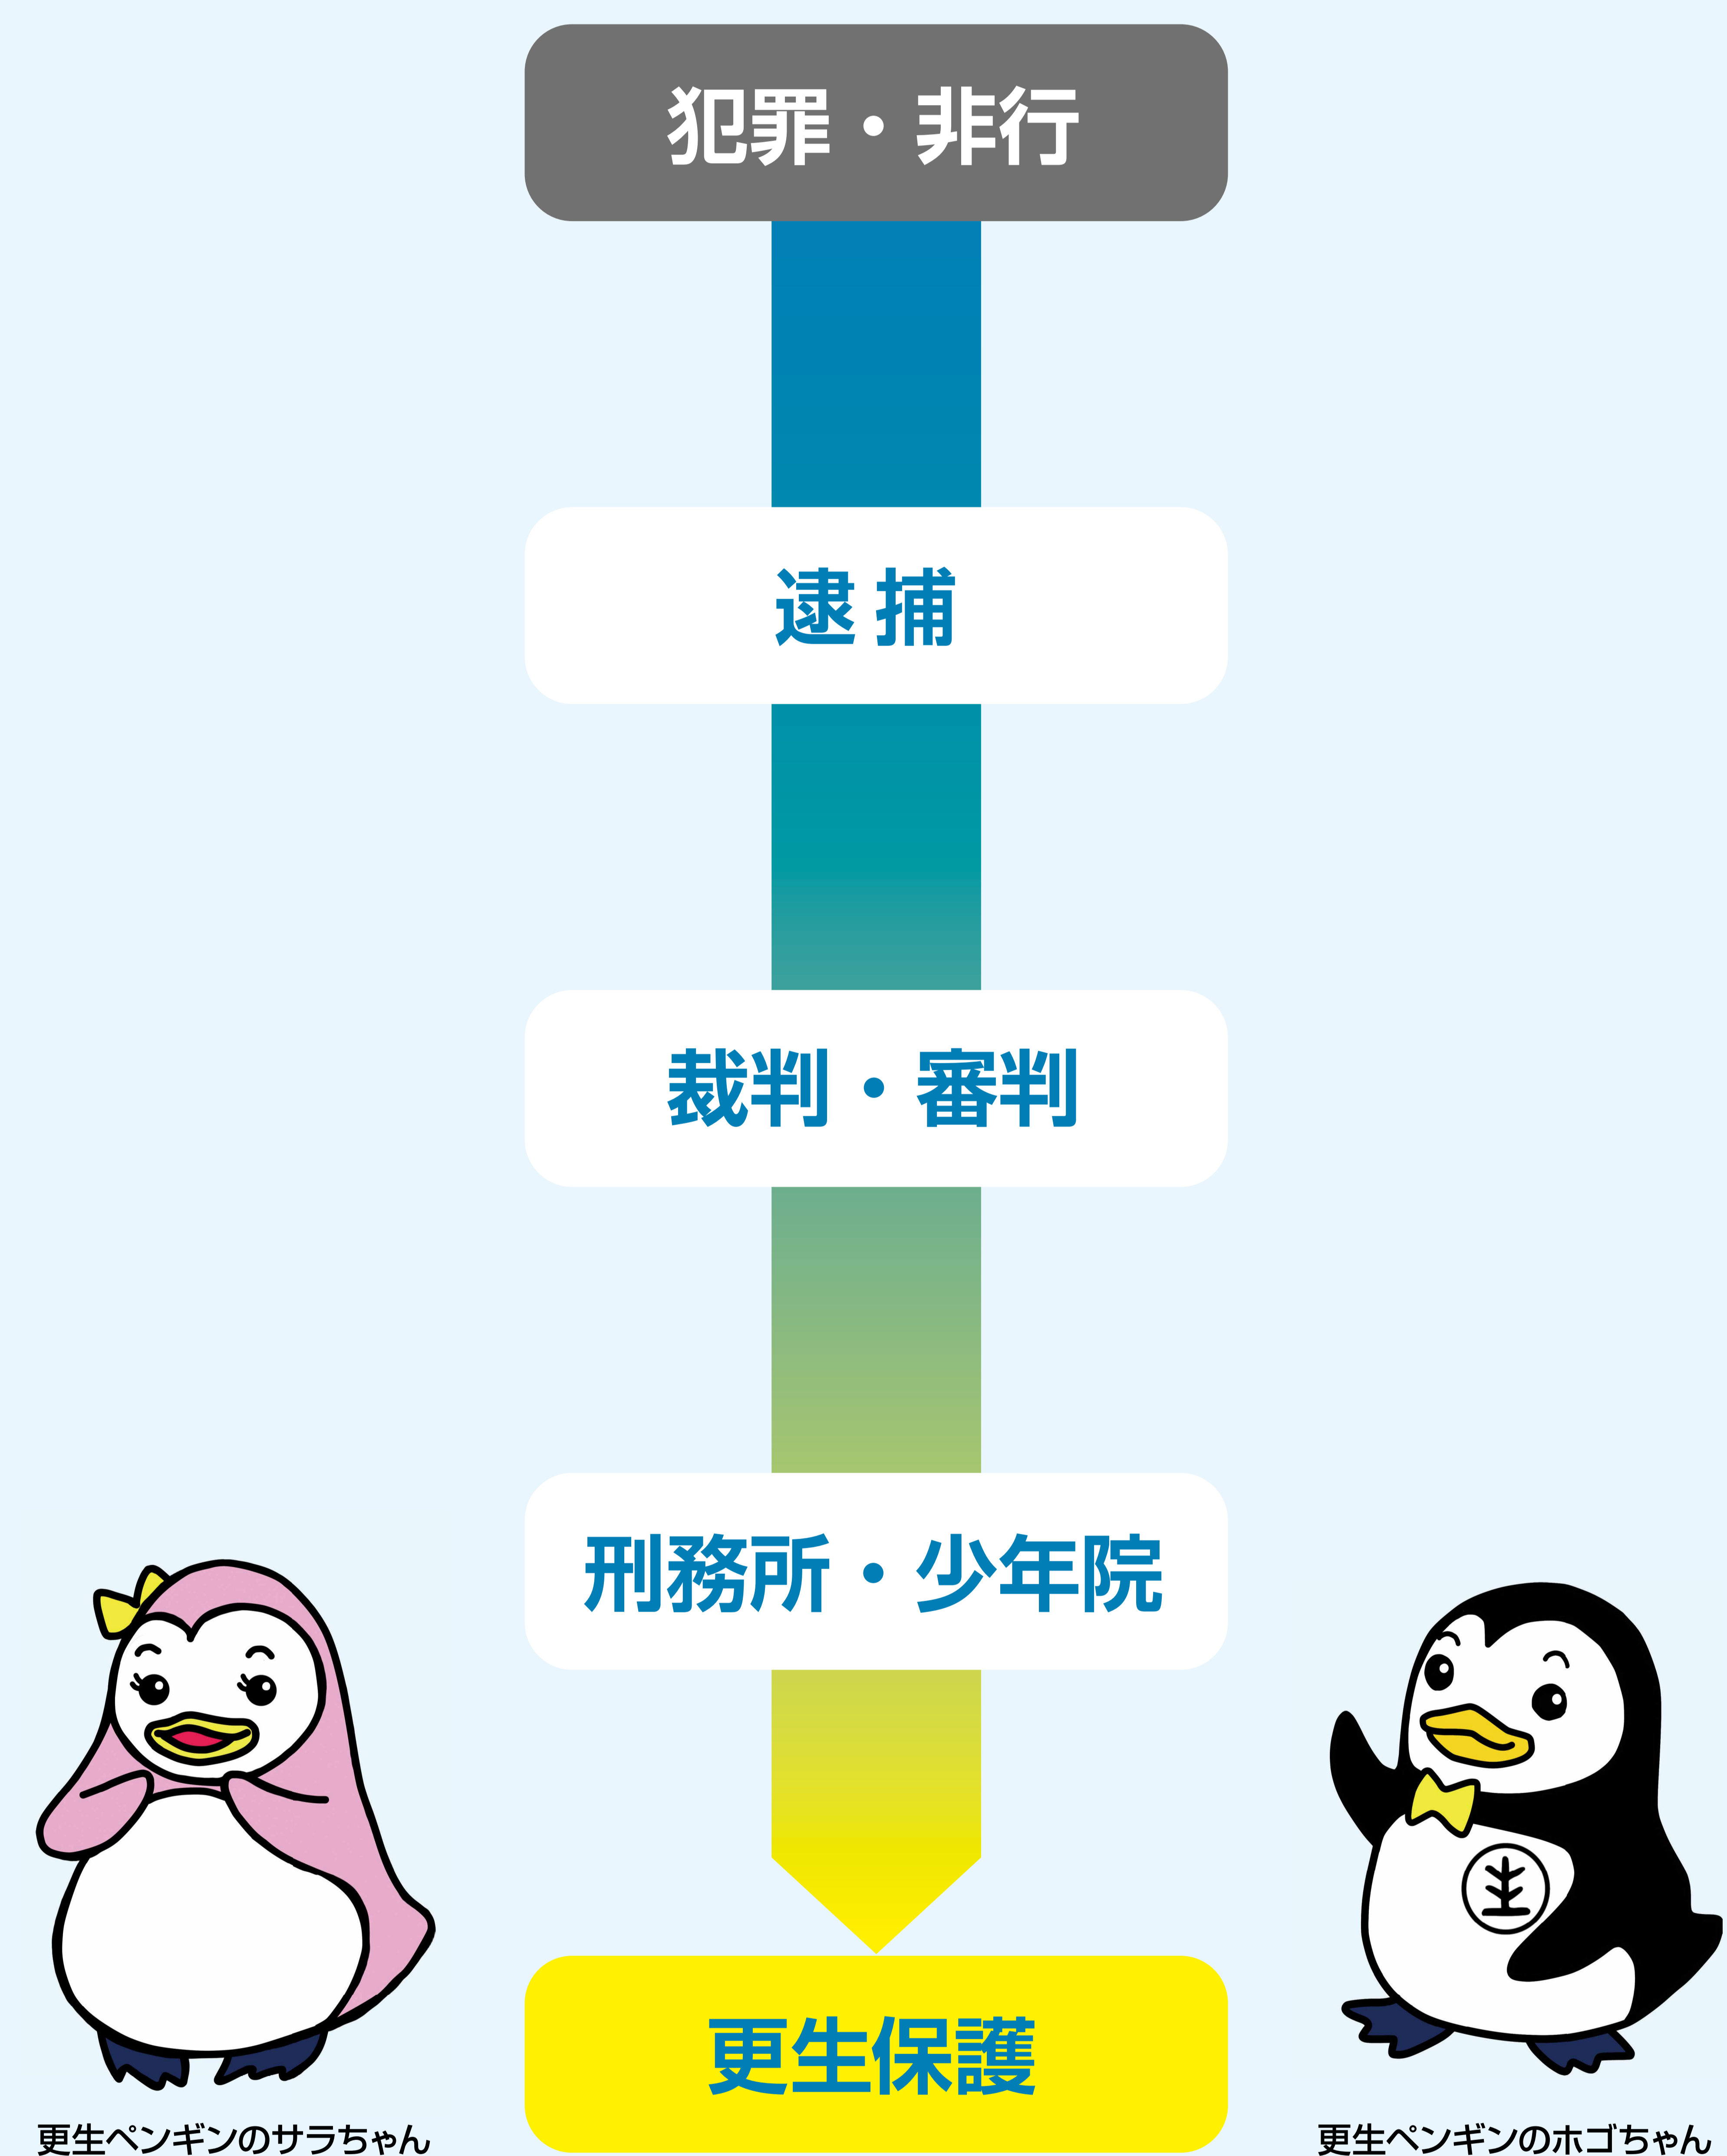 犯罪・非行
逮捕
裁判・審判
刑務所・少年院
更生保護
更生ペンギンのサラちゃん
更生ペンギンのホゴちゃん